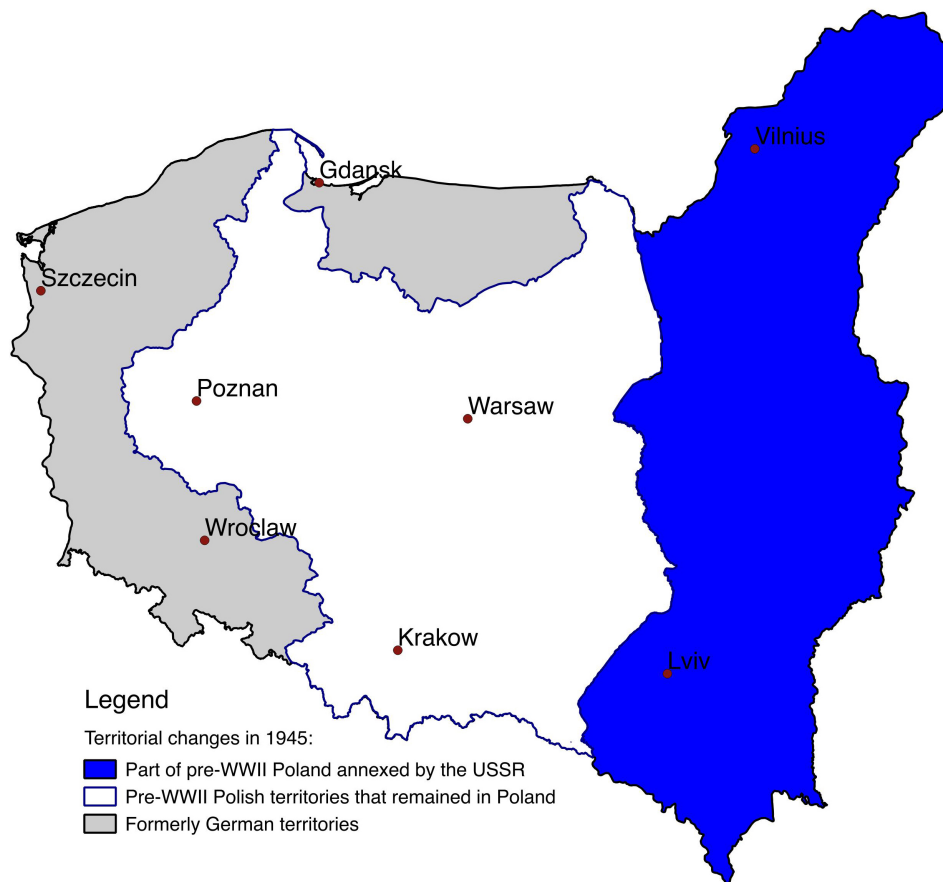 Vilnius
Gdansk
Szczecin
Poznan
Warsaw
Wroclaw
Krakow
Lviv
Legend
Territorial changes in 1945:
Part of pre-WWII Poland annexed by the USSR
Pre-WWII Polish territories that remained in Poland
Formerly German territories